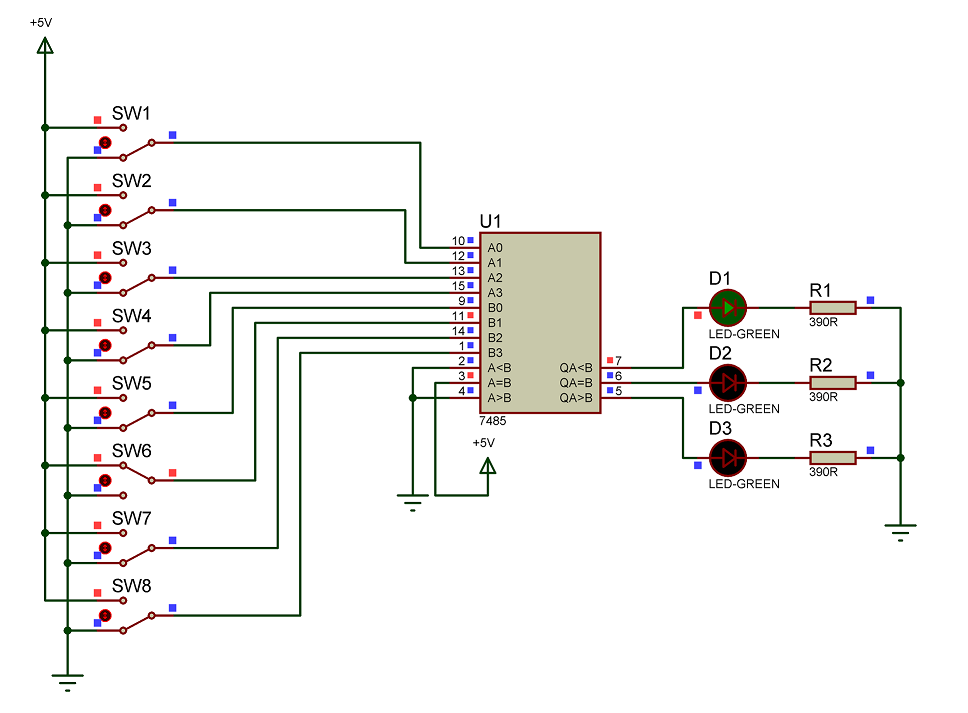 +5V
SW1
SW2
SW3
SW4
SW5
SW6
SW7
SW8
U1
10 A0
12 A1
13 A2
15 A3
9 B0
11 B1
14 B2
1 B3
2 A<B QA<B 7
3 A=B QA=B 6
4 A>B QA>B 5
7485
+5V
D1
LED-GREEN
R1
390R
D2
LED-GREEN
R2
390R
D3
LED-GREEN
R3
390R